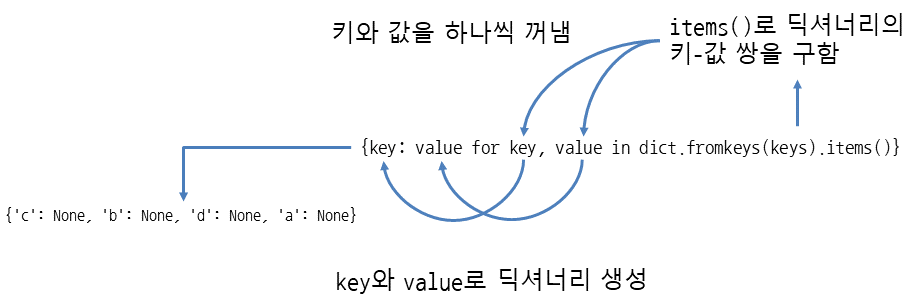 키와 값을 하나씩 꺼냄
items()로 딕셔너리의
키-값 쌍을 구함
{key: value for key, value in dict.fromkeys(keys).items()}
{'c': None, 'b': None, 'd': None, 'a': None}
key와 value로 딕셔너리 생성